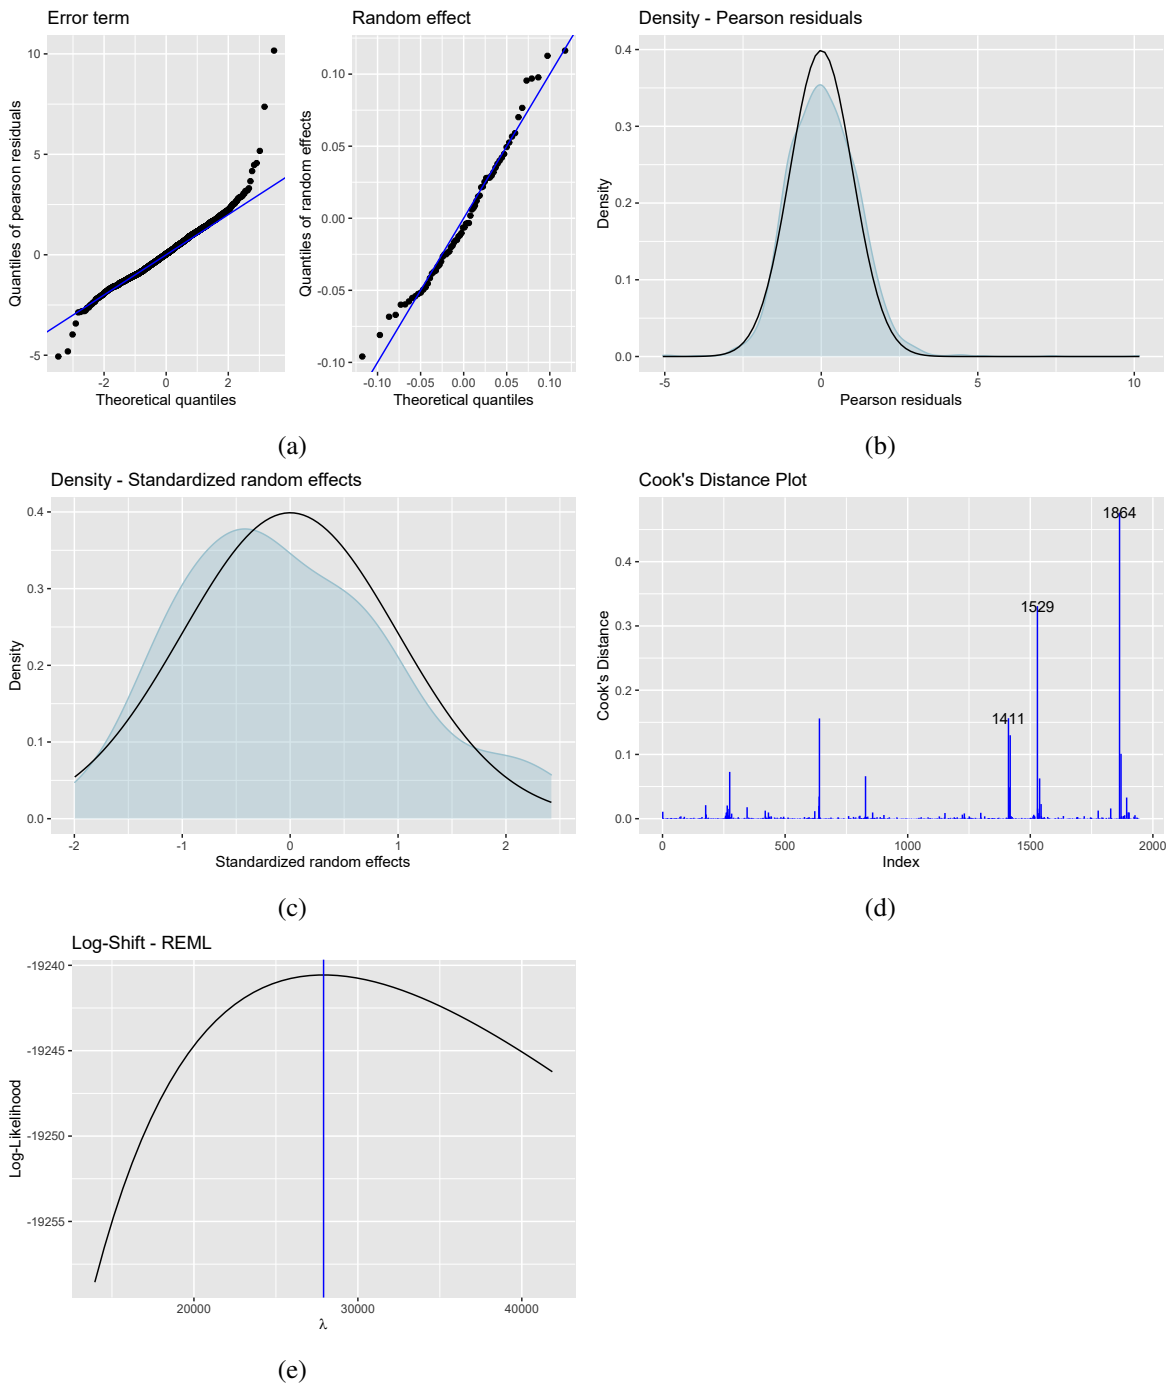 Error term
Quantiles of pearson residuals
10
5
0
-5
-2
0
2
Theoretical quantiles
Random effect
Quantiles of random effects
0.10
0.05
0.00
-0.05
-0.10
-0.10
-0.05
0.00
0.05
0.10
Theoretical quantiles
(a)
Density - Pearson residuals
Density
0.4
0.3
0.2
0.1
0.0
-5
0
5
10
Pearson residuals
(b)
Density - Standardized random effects
Density
0.4
0.3
0.2
0.1
0.0
-2
-1
0
1
2
Standardized random effects
(c)
Cook's Distance Plot
Cook's Distance
0.4
0.3
0.2
0.1
0.0
1411
1529
1864
0
500
1000
1500
2000
Index
(d)
Log-Shift - REML
Log-Likelihood
-19240
-19245
-19250
-19255
20000
30000
40000
λ
(e)